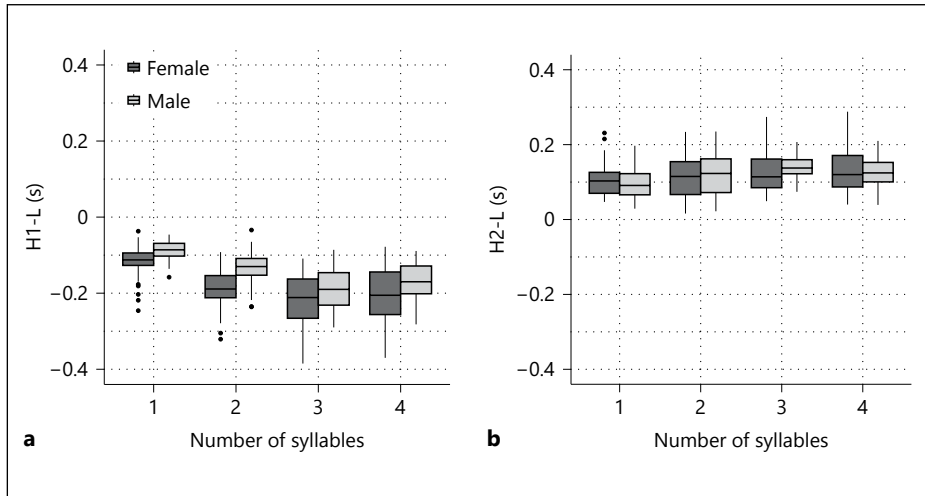 Female
Male
H1-L (s)
0.4
0.2
0
−0.2
−0.4
1 2 3 4
Number of syllables
a
H2-L (s)
0.4
0.2
0
−0.2
−0.4
1 2 3 4
Number of syllables
b